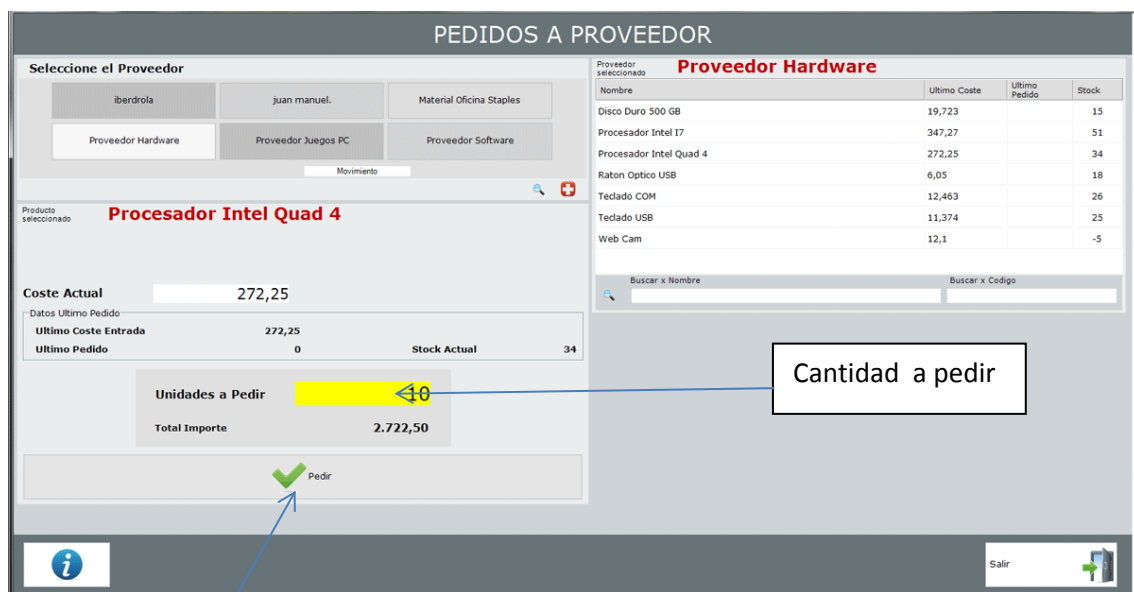 PEDIDOS A PROVEEDOR
Seleccione el Proveedor
iberdrola
juan manuel.
Material Oficina Staples
Proveedor Hardware
Proveedor Juegos PC
Proveedor Software
Movimiento
Producto seleccionado
Procesador Intel Quad 4
Coste Actual 272,25
Datos Ultimo Pedido
Ultimo Coste Entrada 272,25
Ultimo Pedido 0 Stock Actual 34
Unidades a Pedir 10
Total Importe 2.722,50
Pedir
Proveedor seleccionado
Proveedor Hardware
Nombre Ultimo Coste Ultimo Pedido Stock
Disco Duro 500 GB 19,723 15
Procesador Intel I7 347,27 51
Procesador Intel Quad 4 272,25 34
Raton Optico USB 6,05 18
Teclado COM 12,463 26
Teclado USB 11,374 25
Web Cam 12,1 -5
Buscar x Nombre Buscar x Codigo
Cantidad a pedir
Salir